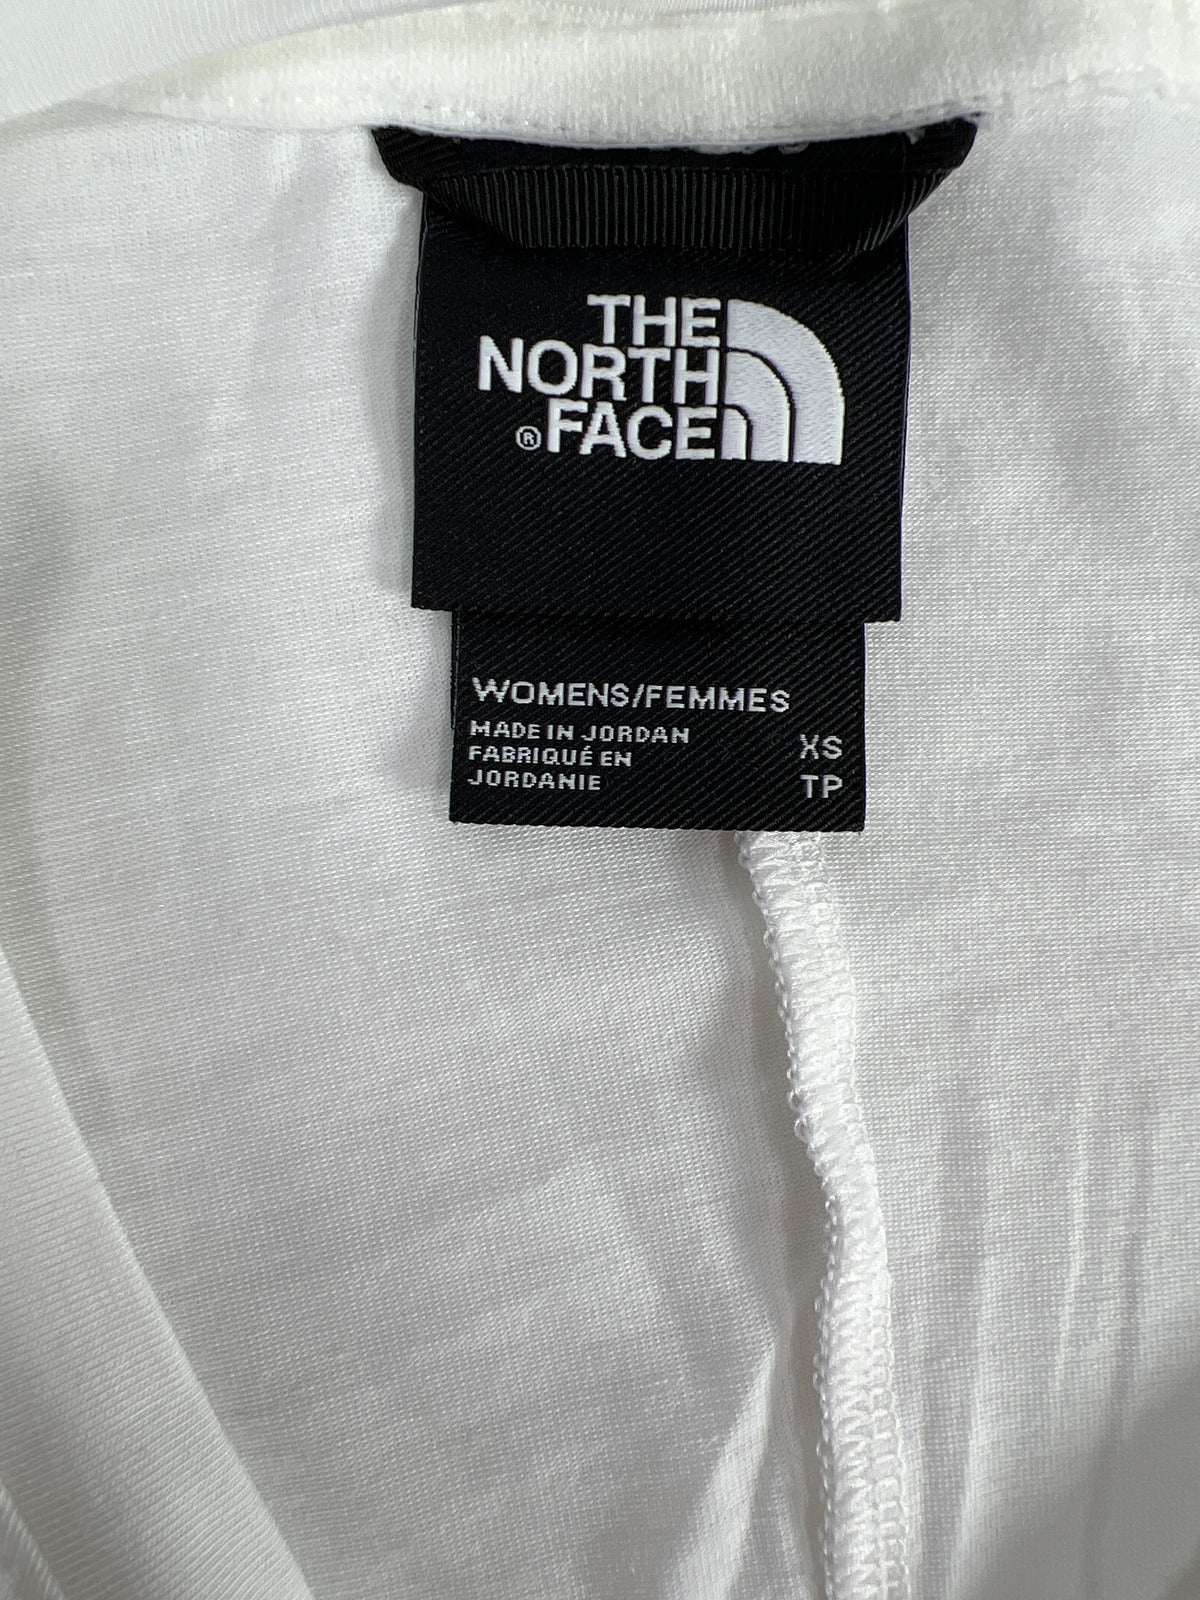 THE
NORTH
® FACE
WOMENS/FEMMES
MADE IN JORDAN
FABRIQUÉ EN
JORDANIE
XS
TP